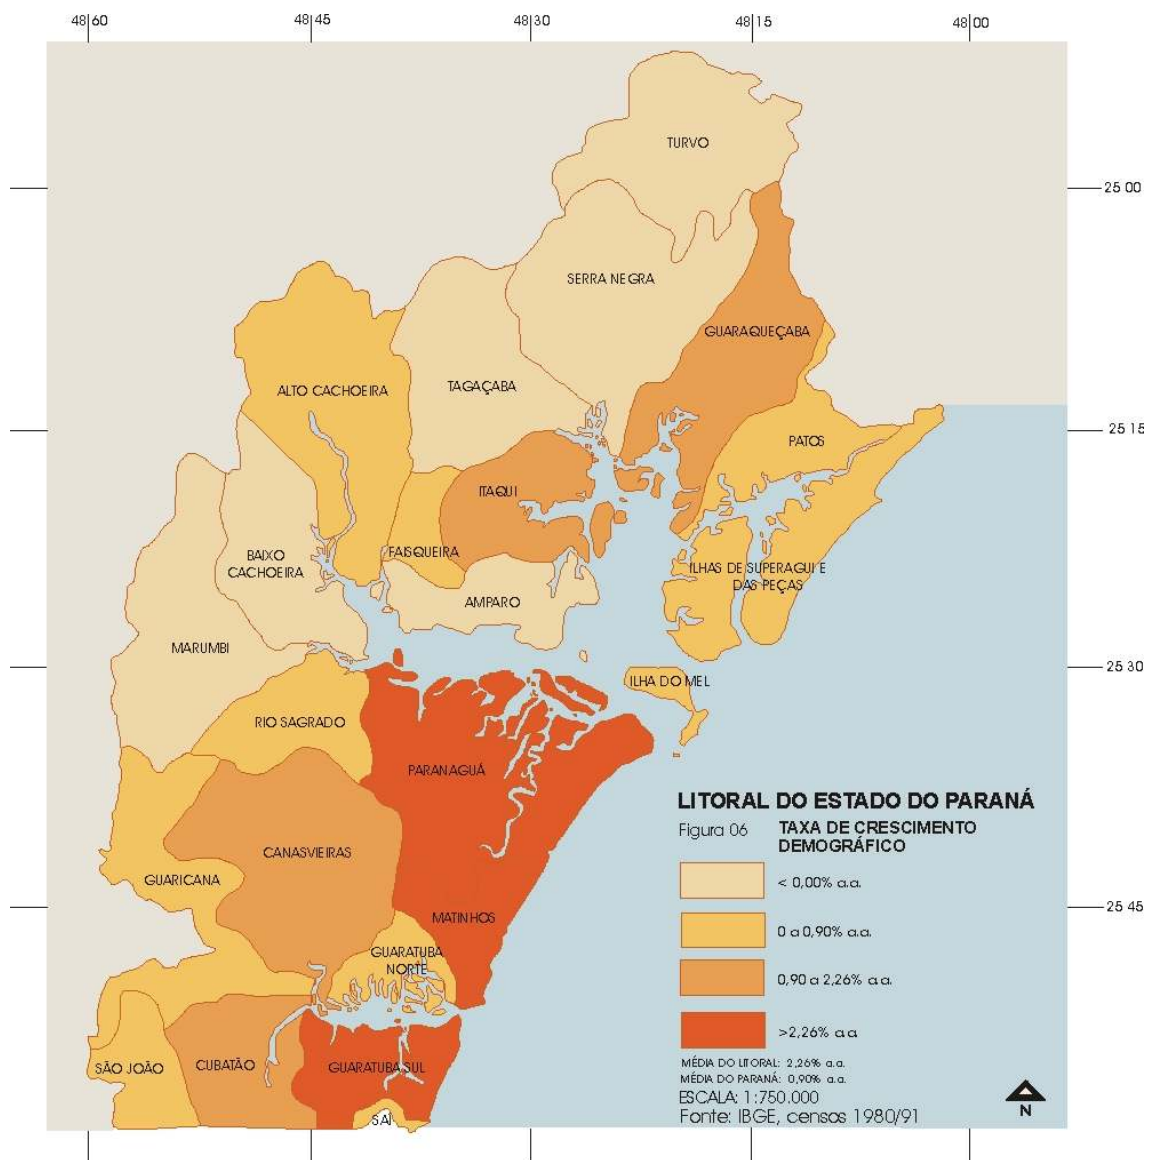 48 60 48 45 48 30 48 15 48 00
TURVO
25 00
SERRA NEGRA
GUARAQUEÇABA
TAGAÇABA
ALTO CACHOEIRA
25 15
PATOS
ITAQUI
FAISQUEIRA
BAIXO
CACHOEIRA
ILHAS DE SUPERAGUI E
DAS PEÇAS
AMPARO
MARUMBI
25 30
ILHA DO MEL
RIO SAGRADO
PARANAGUÁ
CANASVIEIRAS
GUARICANA
25 45
MATINHOS
GUARATUBA
NORTE
SÃO JOÃO
CUBATÃO
GUARATUBA SUL
SAÍ
LITORAL DO ESTADO DO PARANÁ
Figura 06 TAXA DE CRESCIMENTO
DEMOGRÁFICO
< 0,00% a.a.
0 a 0,90% a.a.
0,90 a 2,26% a.a.
>2,26% a.a.
MÉDIA DO LITORAL: 2,26% a.a.
MÉDIA DO PARANÁ: 0,90% a.a.
ESCALA: 1:750.000
Fonte: IBGE, censos 1980/91
N